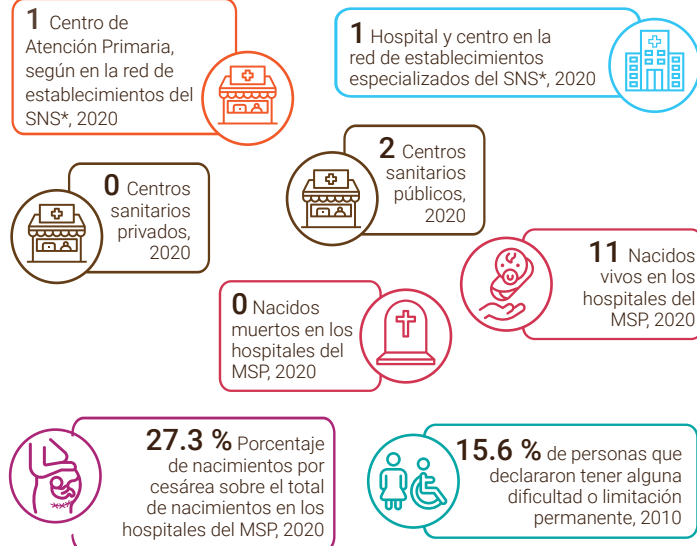 1 Centro de
Atención Primaria,
según en la red de
establecimientos del
SNS*, 2020
1 Hospital y centro en la
red de establecimientos
especializados del SNS*, 2020
0 Centros
sanitarios
privados,
2020
2 Centros
sanitarios
públicos,
2020
11 Nacidos
vivos en los
hospitales del
MSP, 2020
0 Nacidos
muertos en los
hospitales del
MSP, 2020
27.3 % Porcentaje
de nacimientos por
cesárea sobre el total
de nacimientos en los
hospitales del MSP, 2020
15.6 % de personas que
declararon tener alguna
dificultad o limitación
permanente, 2010